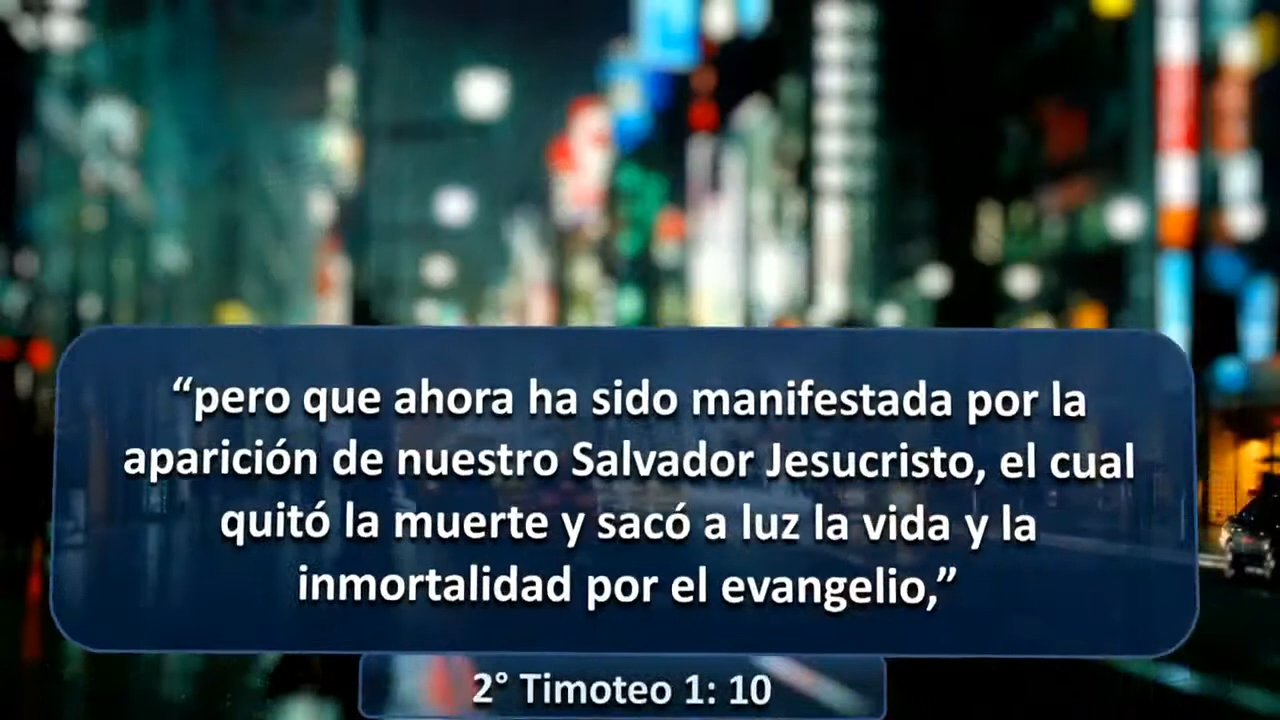 “pero que ahora ha sido manifestada por la
aparición de nuestro Salvador Jesucristo, el cual
quitó la muerte y sacó a luz la vida y la
inmortalidad por el evangelio,”
2° Timoteo 1: 10